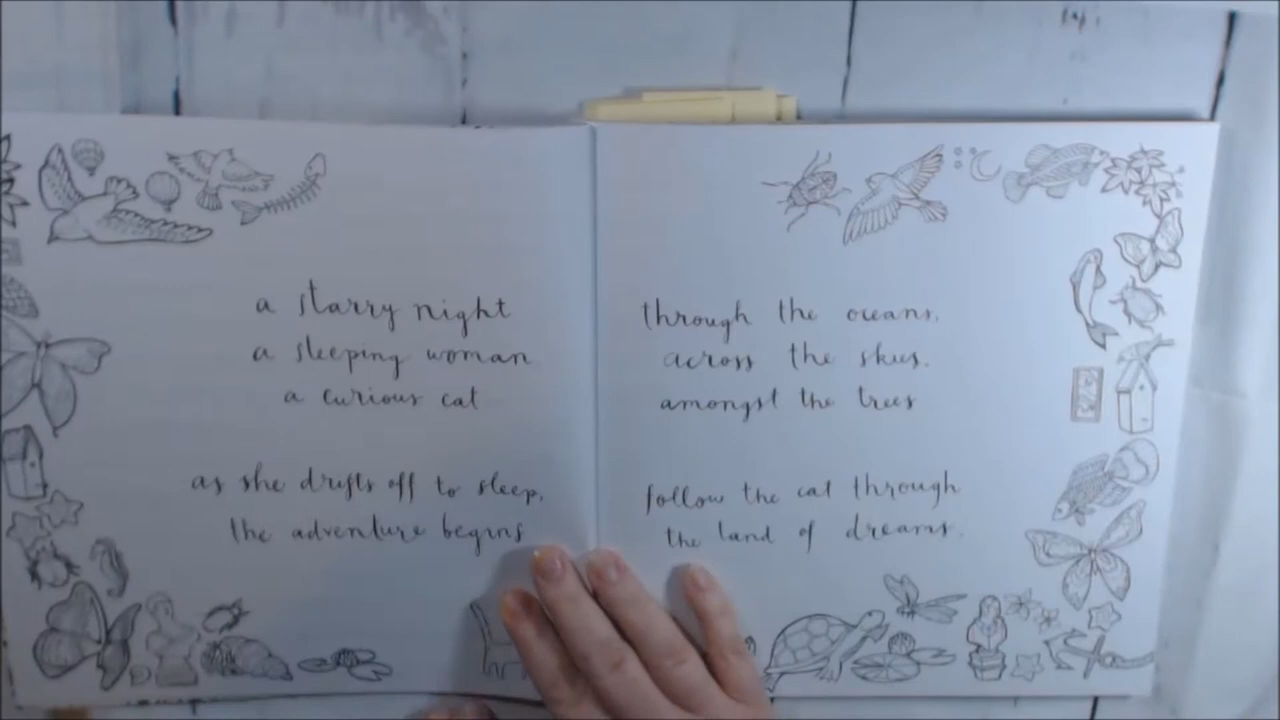 a starry night
a sleeping woman
a curious cat
as she drifts off to sleep,
the adventure begins
through the oceans,
across the skies,
amongst the trees
follow the cat through
the land of dreams.